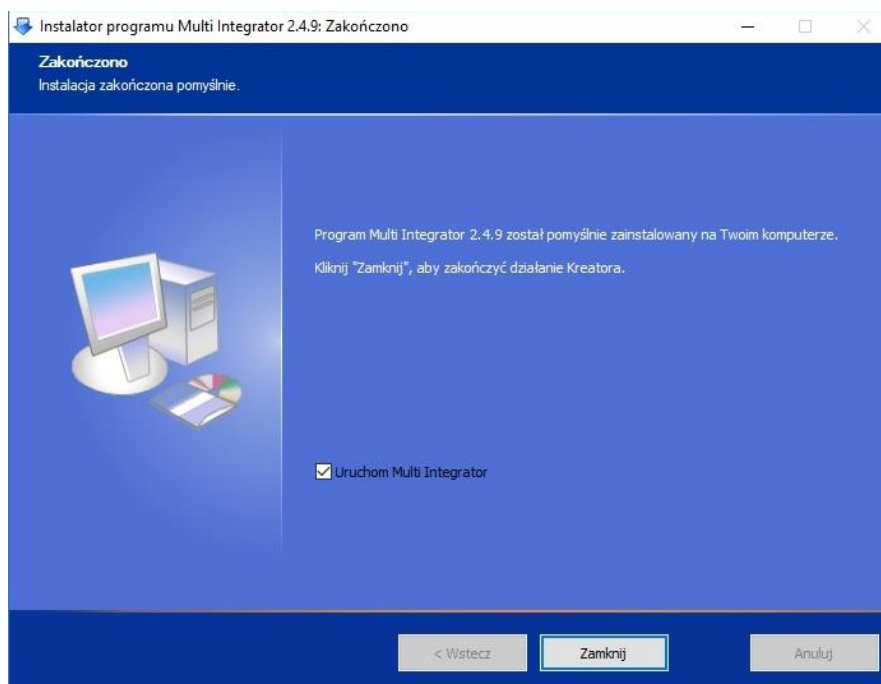 Instalator programu Multi Integrator 2.4.9: Zakończono
Zakończono
Instalacja zakończona pomyślnie.
Program Multi Integrator 2.4.9 został pomyślnie zainstalowany na Twoim komputerze.
Kliknij "Zamknij", aby zakończyć działanie Kreatora.
Uruchom Multi Integrator
< Wstecz
Zamknij
Anuluj